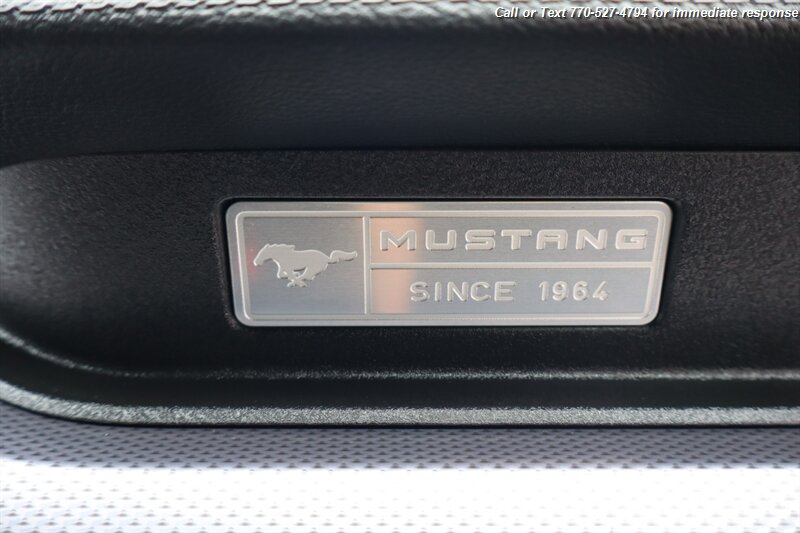 Call or Text 770-527-4794 for immediate response
MUSTANG
SINCE 1964